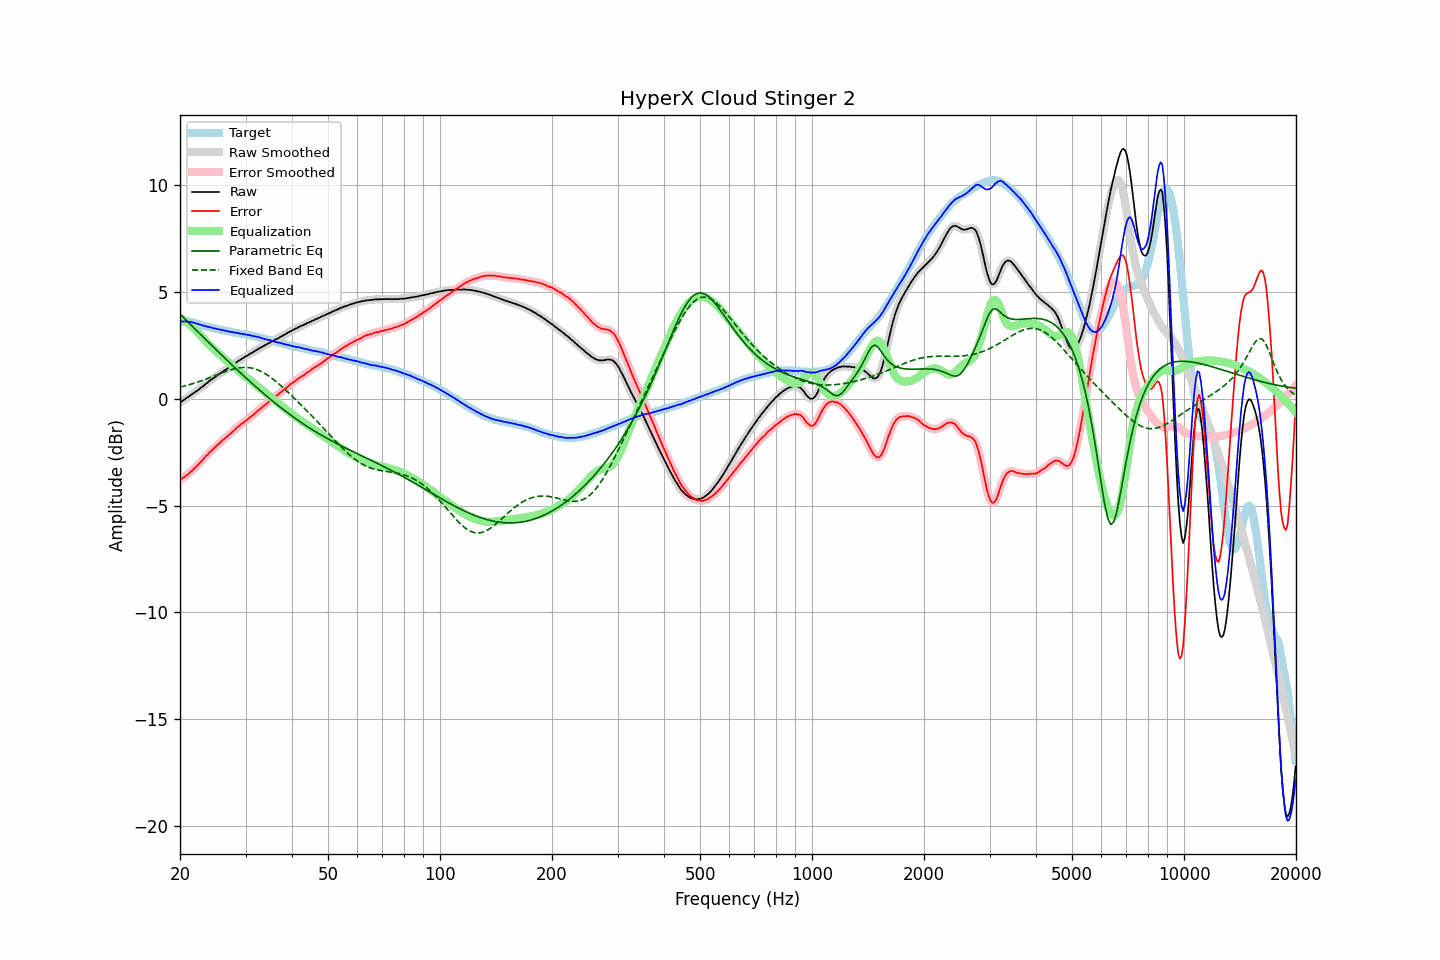 HyperX Cloud Stinger 2
Target
Raw Smoothed
Error Smoothed
Raw
Error
Equalization
Parametric Eq
Fixed Band Eq
Equalized
10
5
0
−5
−10
−15
−20
Amplitude (dBr)
20 50 100 200 500 1000 2000 5000 10000 20000
Frequency (Hz)